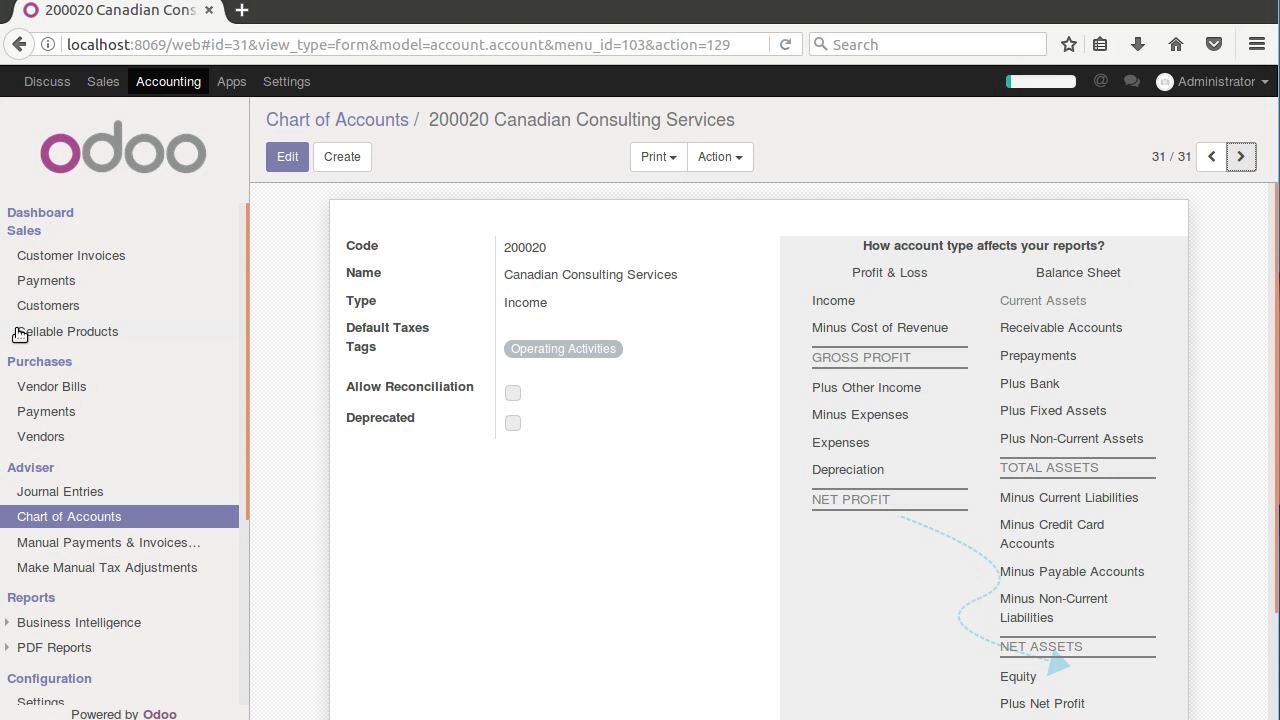 200020 Canadian Cons
localhost:8069/web#id=31&view_type=form&model=account.account&menu_id=103&action=129
Search
Discuss Sales Accounting Apps Settings
Administrator
odoo
Chart of Accounts / 200020 Canadian Consulting Services
Edit Create Print Action 31 / 31
Dashboard
Sales
Customer Invoices
Payments
Customers
Sellable Products
Purchases
Vendor Bills
Payments
Vendors
Adviser
Journal Entries
Chart of Accounts
Manual Payments & Invoices...
Make Manual Tax Adjustments
Reports
Business Intelligence
PDF Reports
Configuration
Settings
Powered by Odoo
Code 200020
Name Canadian Consulting Services
Type Income
Default Taxes
Tags Operating Activities
Allow Reconciliation
Deprecated
How account type affects your reports?
Profit & Loss
Income
Minus Cost of Revenue
GROSS PROFIT
Plus Other Income
Minus Expenses
Expenses
Depreciation
NET PROFIT
Balance Sheet
Current Assets
Receivable Accounts
Prepayments
Plus Bank
Plus Fixed Assets
Plus Non-Current Assets
TOTAL ASSETS
Minus Current Liabilities
Minus Credit Card
Accounts
Minus Payable Accounts
Minus Non-Current
Liabilities
NET ASSETS
Equity
Plus Net Profit